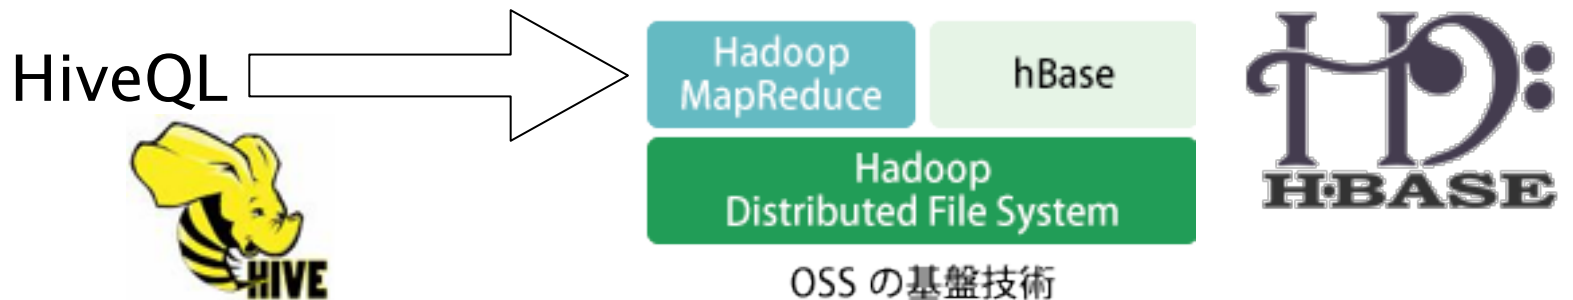 HiveQL
HIVE
Hadoop
MapReduce
hBase
Hadoop
Distributed File System
OSS の基盤技術
H:
H·BASE